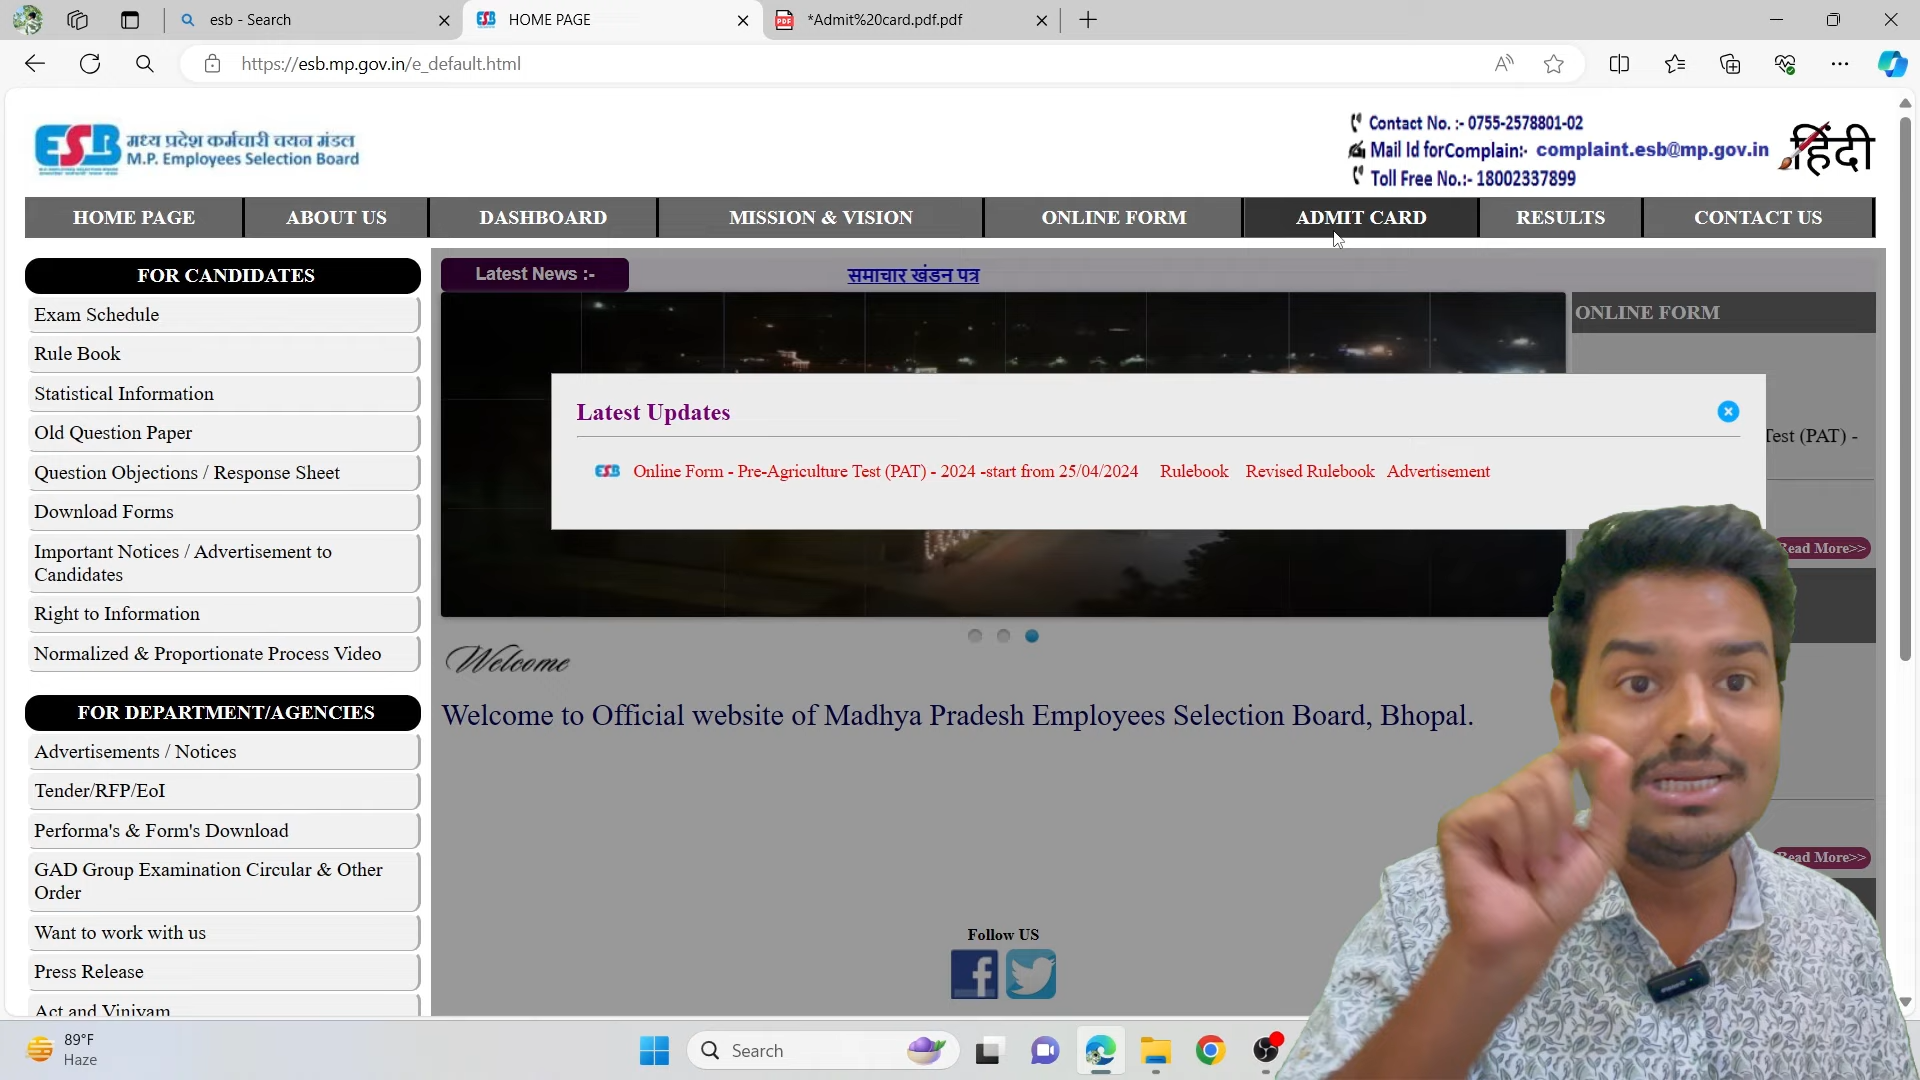 esb - Search
HOME PAGE
*Admit%20card.pdf.pdf
https://esb.mp.gov.in/e_default.html
ESB
मध्य प्रदेश कर्मचारी चयन मंडल
M.P. Employees Selection Board
Contact No. :- 0755-2578801-02
Mail Id forComplain:- complaint.esb@mp.gov.in
Toll Free No.:- 18002337899
हिंदी
HOME PAGE
ABOUT US
DASHBOARD
MISSION & VISION
ONLINE FORM
ADMIT CARD
RESULTS
CONTACT US
FOR CANDIDATES
Exam Schedule
Rule Book
Statistical Information
Old Question Paper
Question Objections / Response Sheet
Download Forms
Important Notices / Advertisement to
Candidates
Right to Information
Normalized & Proportionate Process Video
FOR DEPARTMENT/AGENCIES
Advertisements / Notices
Tender/RFP/EoI
Performa's & Form's Download
GAD Group Examination Circular & Other
Order
Want to work with us
Press Release
Act and Viniyam
Latest News :-
समाचार खंडन पत्र
ONLINE FORM
Test (PAT) -
Latest Updates
ESB Online Form - Pre-Agriculture Test (PAT) - 2024 -start from 25/04/2024 Rulebook Revised Rulebook Advertisement
Read More>>
Welcome
Welcome to Official website of Madhya Pradesh Employees Selection Board, Bhopal.
Read More>>
Follow US
89°F
Haze
Search